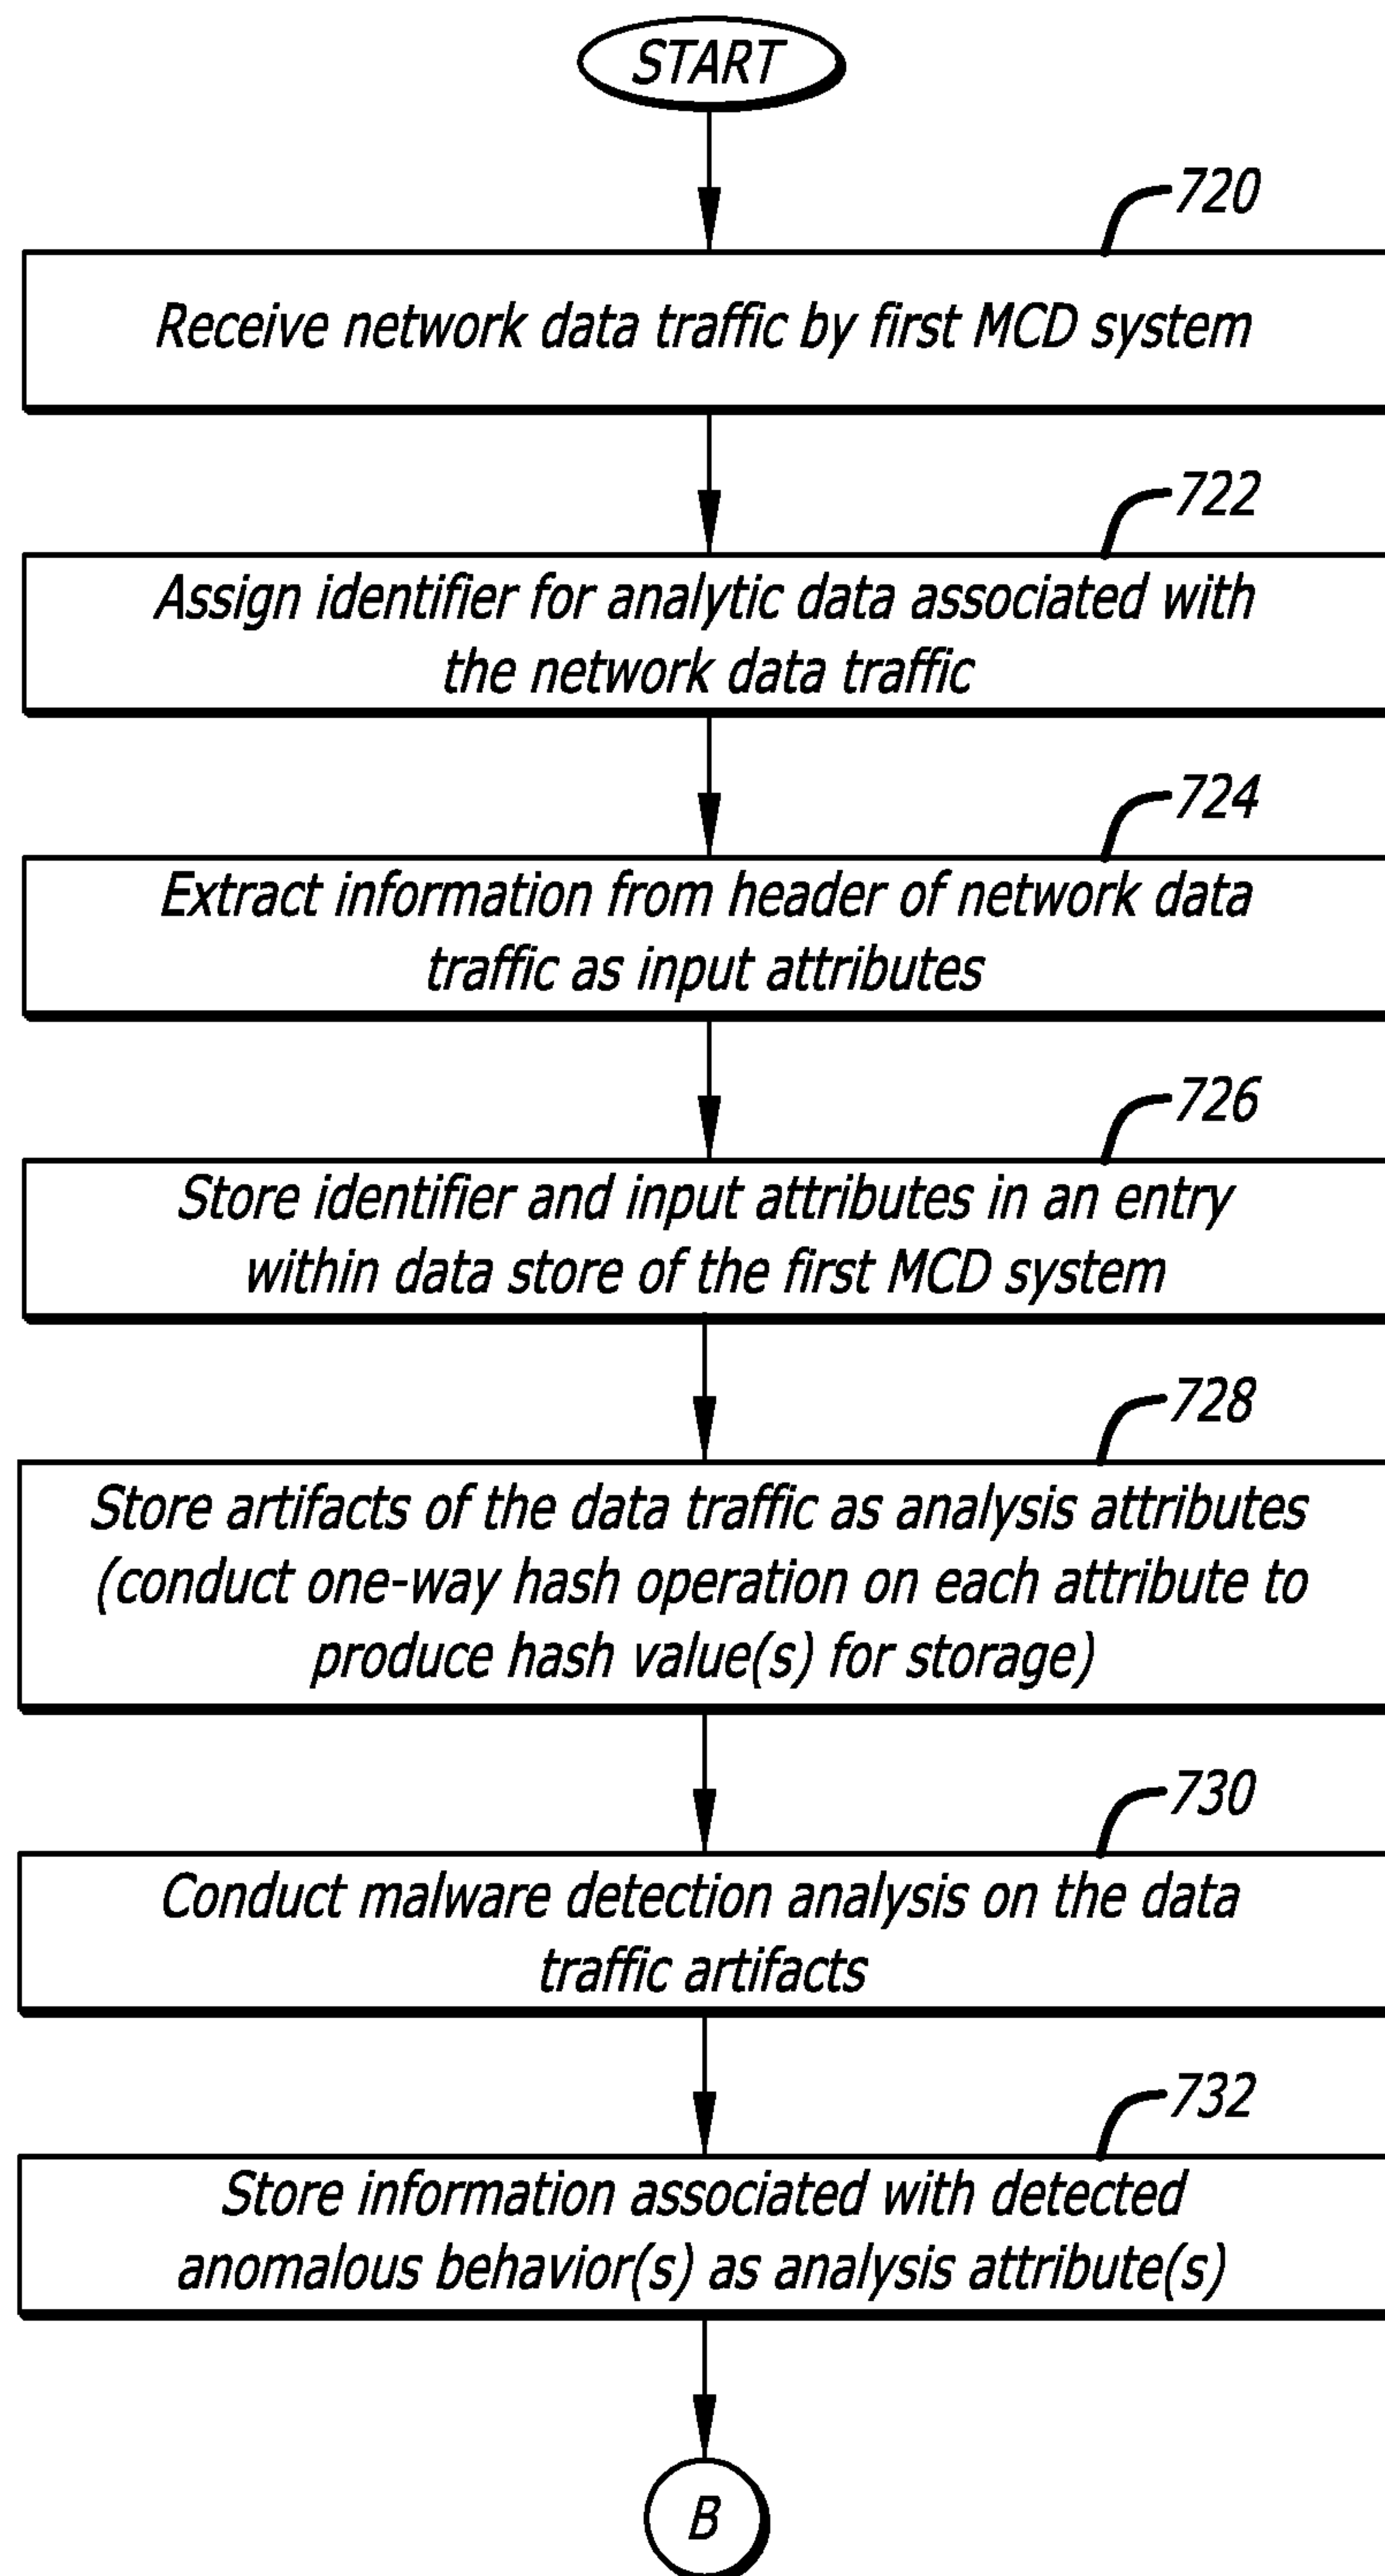 START
720
Receive network data traffic by first MCD system
722
Assign identifier for analytic data associated with
the network data traffic
724
Extract information from header of network data
traffic as input attributes
726
Store identifier and input attributes in an entry
within data store of the first MCD system
728
Store artifacts of the data traffic as analysis attributes
(conduct one-way hash operation on each attribute to
produce hash value(s) for storage)
730
Conduct malware detection analysis on the data
traffic artifacts
732
Store information associated with detected
anomalous behavior(s) as analysis attribute(s)
B